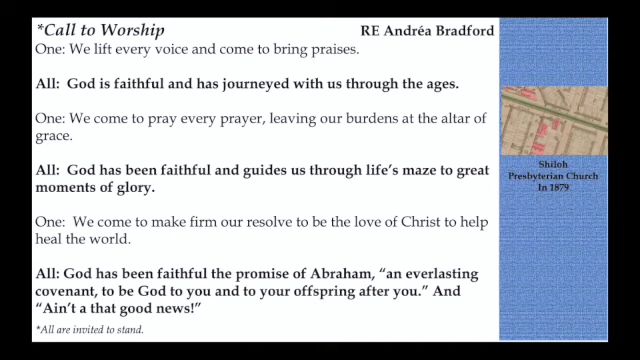 *Call to Worship
RE Andréa Bradford
One: We lift every voice and come to bring praises.
All: God is faithful and has journeyed with us through the ages.
One: We come to pray every prayer, leaving our burdens at the altar of
grace.
All: God has been faithful and guides us through life's maze to great
moments of glory.
One: We come to make firm our resolve to be the love of Christ to help
heal the world.
All: God has been faithful the promise of Abraham, "an everlasting
covenant, to be God to you and to your offspring after you." And
"Ain't a that good news!"
*All are invited to stand.
Shiloh
Presbyterian Church
In 1879